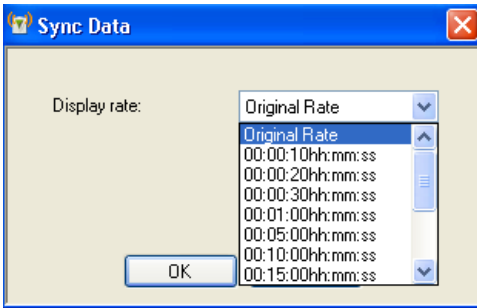 Sync Data
Display rate:
Original Rate
Original Rate
00:00:10hh:mm:ss
00:00:20hh:mm:ss
00:00:30hh:mm:ss
00:01:00hh:mm:ss
00:05:00hh:mm:ss
00:10:00hh:mm:ss
00:15:00hh:mm:ss
OK